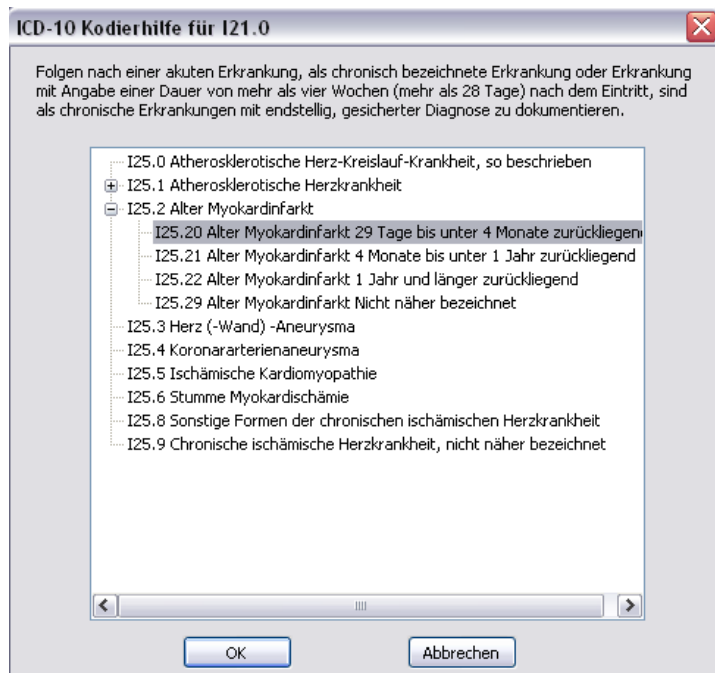 ICD-10 Kodierhilfe für I21.0
Folgen nach einer akuten Erkrankung, als chronisch bezeichnete Erkrankung oder Erkrankung
mit Angabe einer Dauer von mehr als vier Wochen (mehr als 28 Tage) nach dem Eintritt, sind
als chronische Erkrankungen mit endstellig, gesicherter Diagnose zu dokumentieren.
I25.0 Atherosklerotische Herz-Kreislauf-Krankheit, so beschrieben
I25.1 Atherosklerotische Herzkrankheit
I25.2 Alter Myokardinfarkt
I25.20 Alter Myokardinfarkt 29 Tage bis unter 4 Monate zurückliegen
I25.21 Alter Myokardinfarkt 4 Monate bis unter 1 Jahr zurückliegend
I25.22 Alter Myokardinfarkt 1 Jahr und länger zurückliegend
I25.29 Alter Myokardinfarkt Nicht näher bezeichnet
I25.3 Herz (-Wand) -Aneurysma
I25.4 Koronararterienaneurysma
I25.5 Ischämische Kardiomyopathie
I25.6 Stumme Myokardischämie
I25.8 Sonstige Formen der chronischen ischämischen Herzkrankheit
I25.9 Chronische ischämische Herzkrankheit, nicht näher bezeichnet
OK
Abbrechen